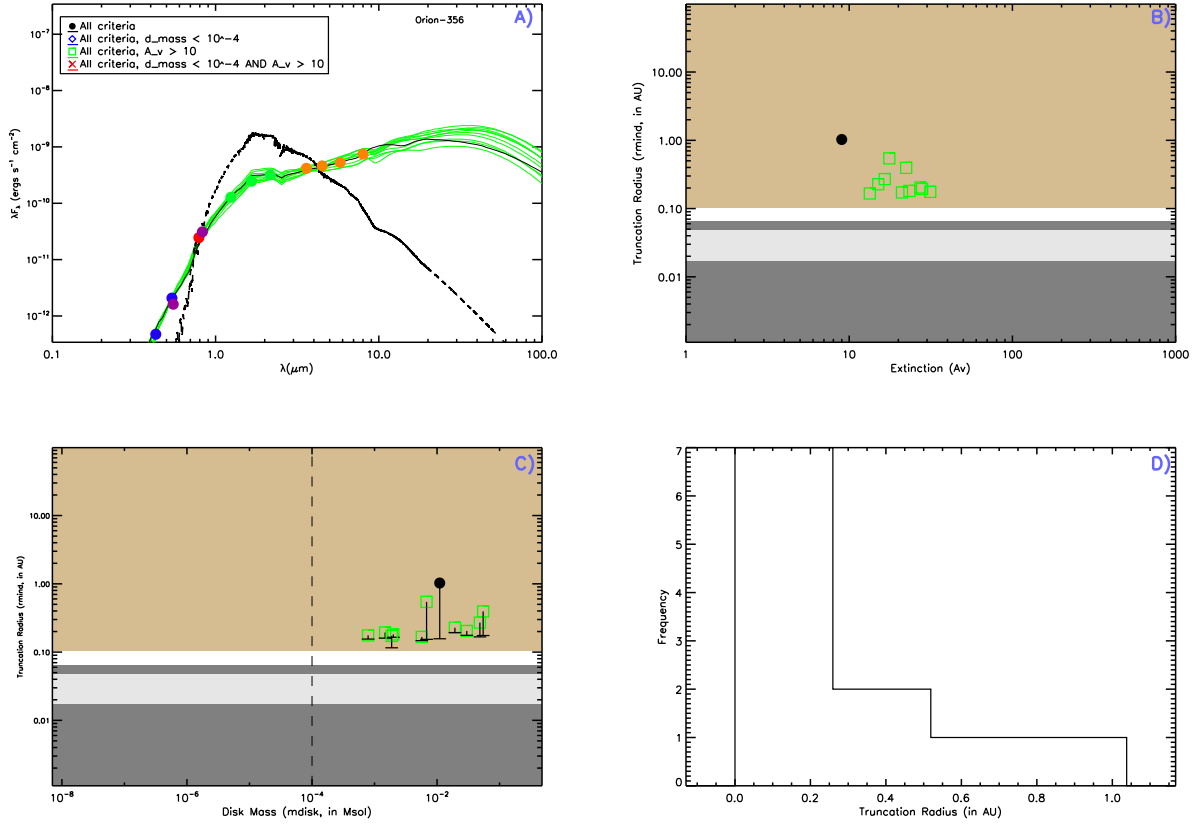 Orion-356
A)
All criteria
All criteria, d_mass < 10^-4
All criteria, A_v > 10
All criteria, d_mass < 10^-4 AND A_v > 10
10⁻⁷
10⁻⁸
10⁻⁹
10⁻¹⁰
10⁻¹¹
10⁻¹²
λFλ (ergs s⁻¹ cm⁻²)
0.1 1.0 10.0 100.0
λ(μm)
B)
10.00
1.00
0.10
0.01
Truncation Radius (rmind, in AU)
1 10 100 1000
Extinction (Av)
C)
10.00
1.00
0.10
0.01
Truncation Radius (rmind, in AU)
10⁻⁸ 10⁻⁶ 10⁻⁴ 10⁻²
Disk Mass (mdisk, in Msol)
D)
7
6
5
4
3
2
1
0
Frequency
0.0 0.2 0.4 0.6 0.8 1.0
Truncation Radius (in AU)